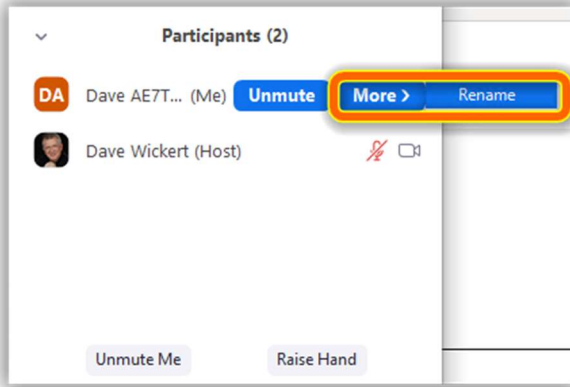 Participants (2)
DA Dave AE7T... (Me) Unmute More > Rename
Dave Wickert (Host)
Unmute Me Raise Hand